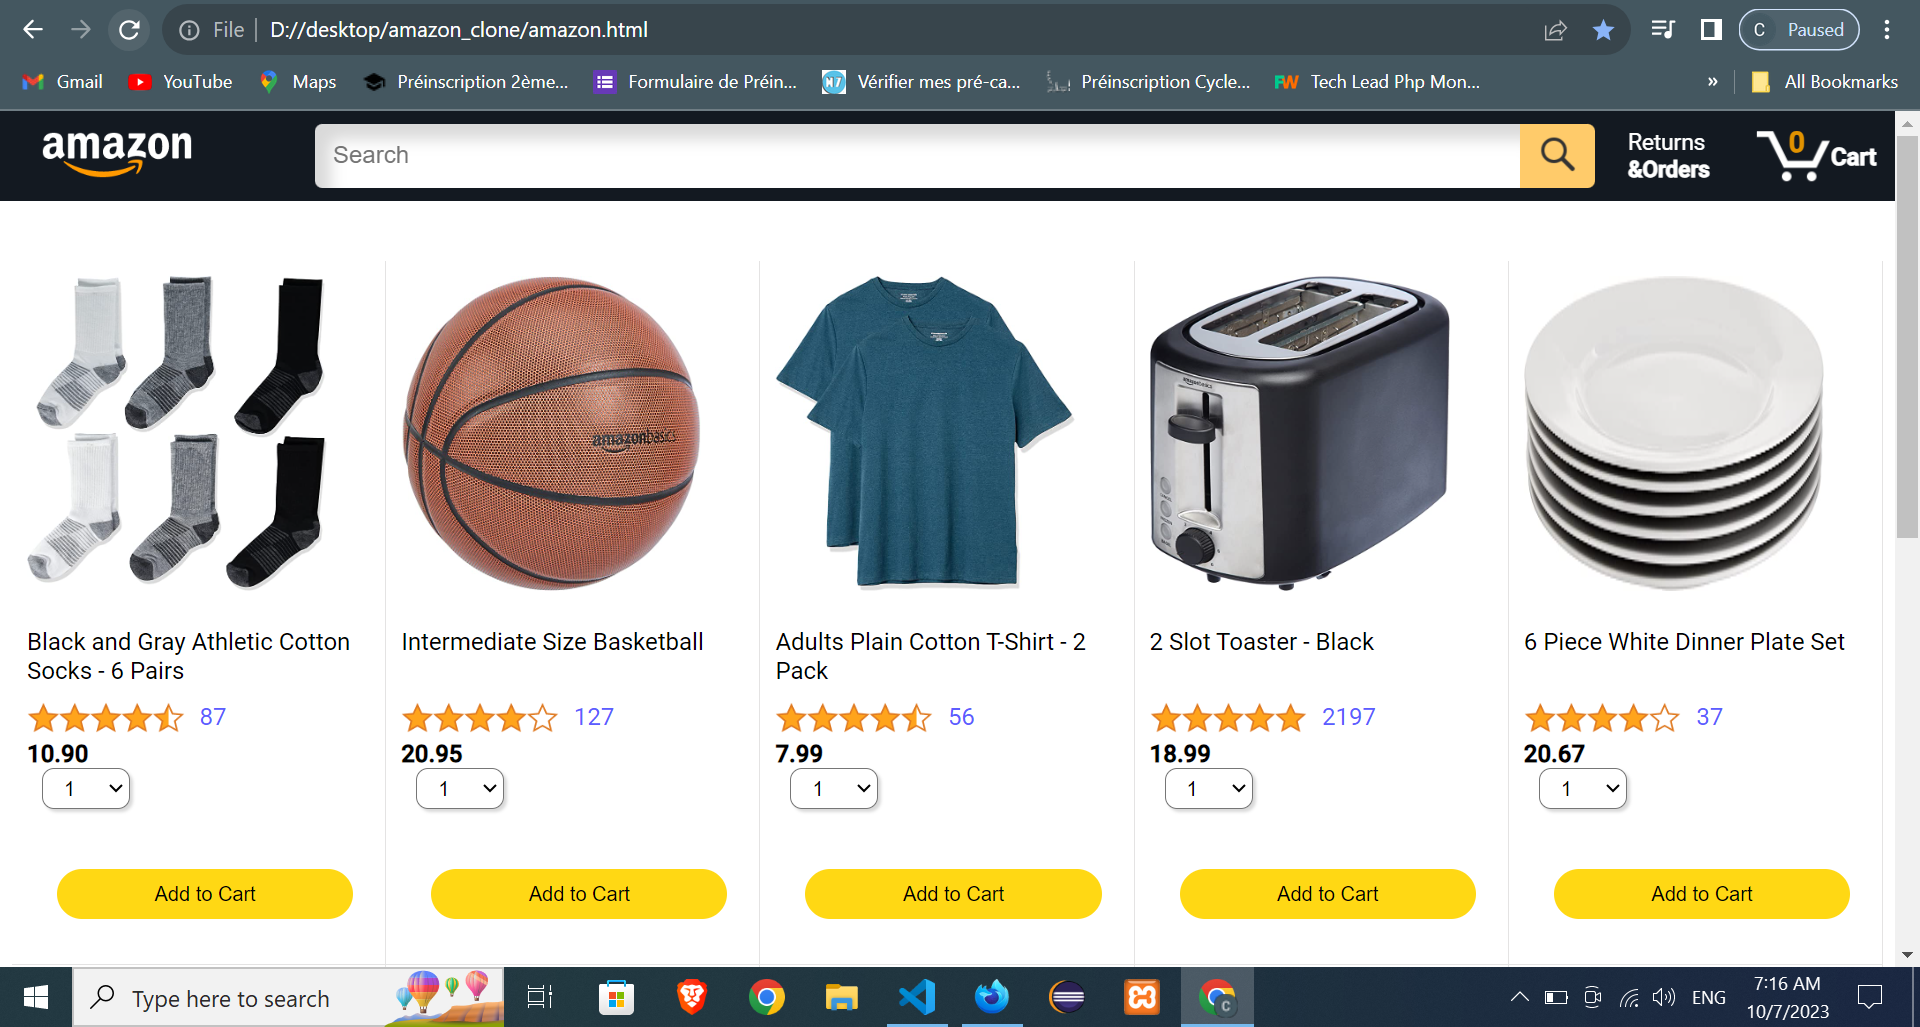 File
D://desktop/amazon_clone/amazon.html
C Paused
Gmail
YouTube
Maps
Préinscription 2ème...
Formulaire de Préin...
Vérifier mes pré-ca...
Préinscription Cycle...
Tech Lead Php Mon...
»
All Bookmarks
amazon
Search
Returns
&Orders
0
Cart
amazonbasics
Black and Gray Athletic Cotton
Socks - 6 Pairs
87
10.90
1
Add to Cart
Intermediate Size Basketball
127
20.95
1
Add to Cart
Adults Plain Cotton T-Shirt - 2
Pack
56
7.99
1
Add to Cart
2 Slot Toaster - Black
2197
18.99
1
Add to Cart
6 Piece White Dinner Plate Set
37
20.67
1
Add to Cart
Type here to search
ENG
7:16 AM
10/7/2023